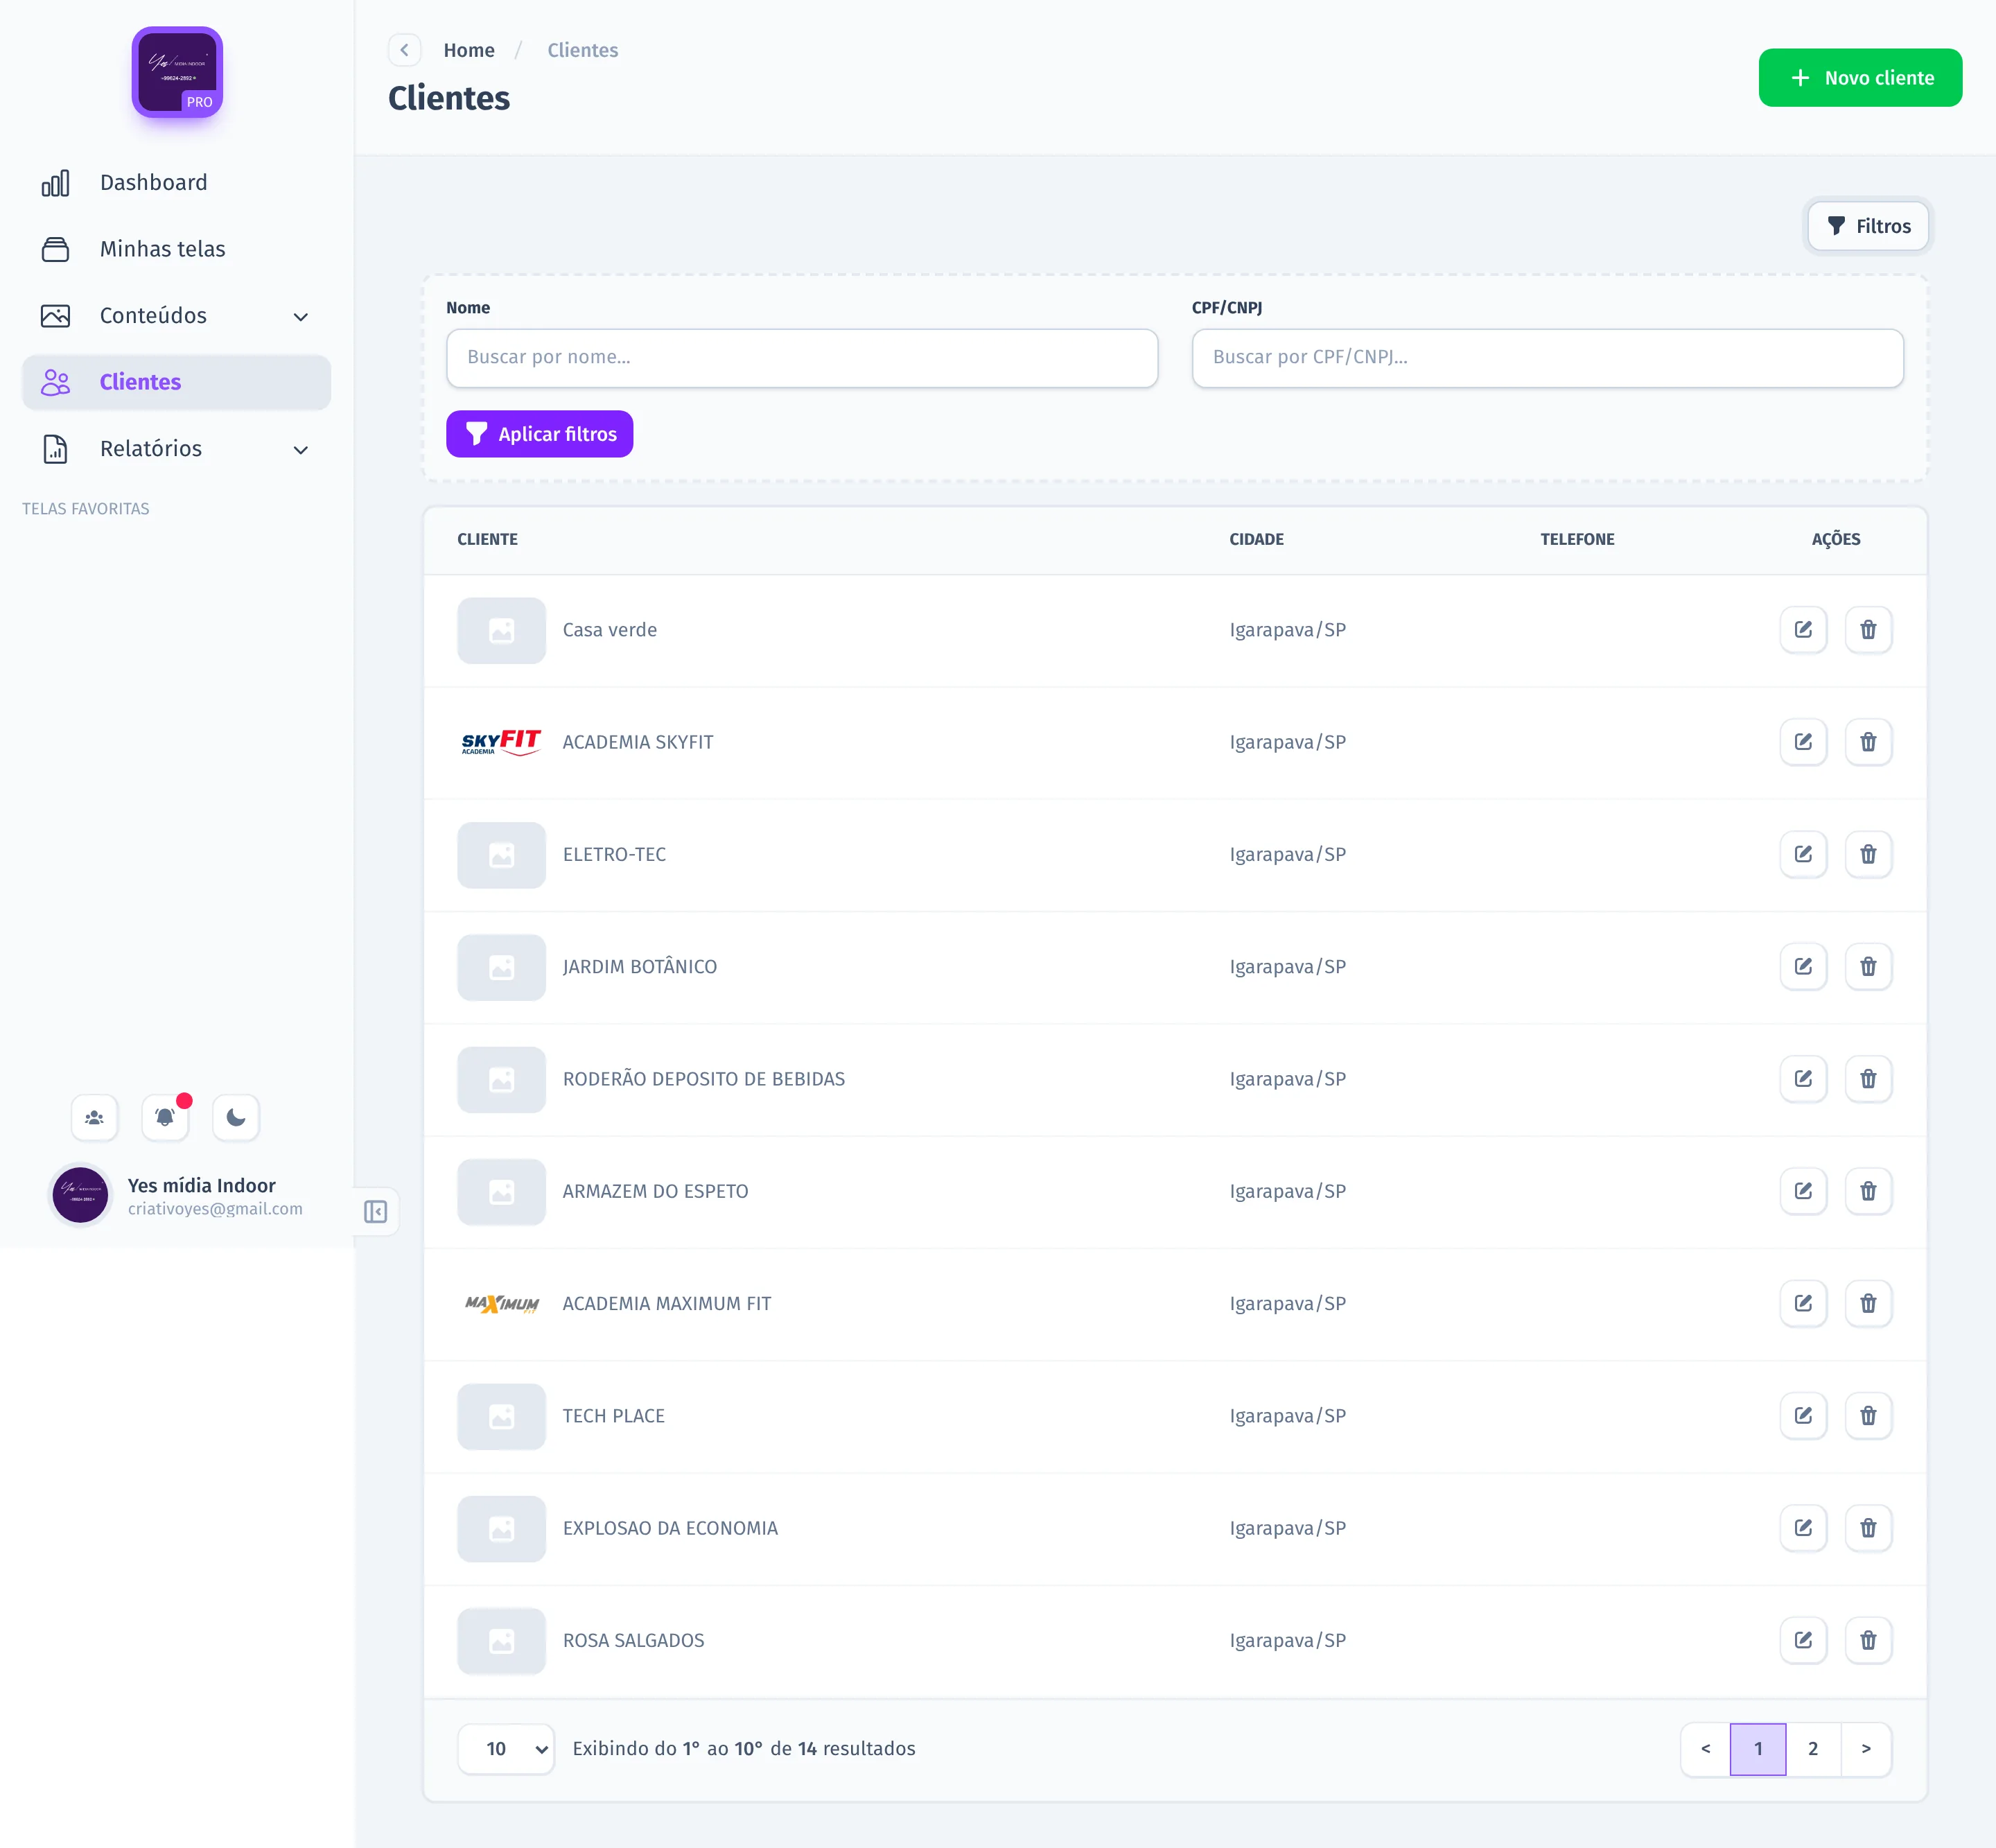 Yes/ MÍDIA INDOOR
PRO
Dashboard
Minhas telas
Conteúdos
Clientes
Relatórios
TELAS FAVORITAS
Yes mídia Indoor
criativoyes@gmail.com
Home / Clientes
Clientes
+ Novo cliente
Filtros
Nome
CPF/CNPJ
Buscar por nome...
Buscar por CPF/CNPJ...
Aplicar filtros
CLIENTE CIDADE TELEFONE AÇÕES
Casa verde Igarapava/SP
SKYFIT ACADEMIA
ACADEMIA SKYFIT Igarapava/SP
ELETRO-TEC Igarapava/SP
JARDIM BOTÂNICO Igarapava/SP
RODERÃO DEPOSITO DE BEBIDAS Igarapava/SP
ARMAZEM DO ESPETO Igarapava/SP
MAXIMUM
ACADEMIA MAXIMUM FIT Igarapava/SP
TECH PLACE Igarapava/SP
EXPLOSAO DA ECONOMIA Igarapava/SP
ROSA SALGADOS Igarapava/SP
10 Exibindo do 1° ao 10° de 14 resultados
< 1 2 >